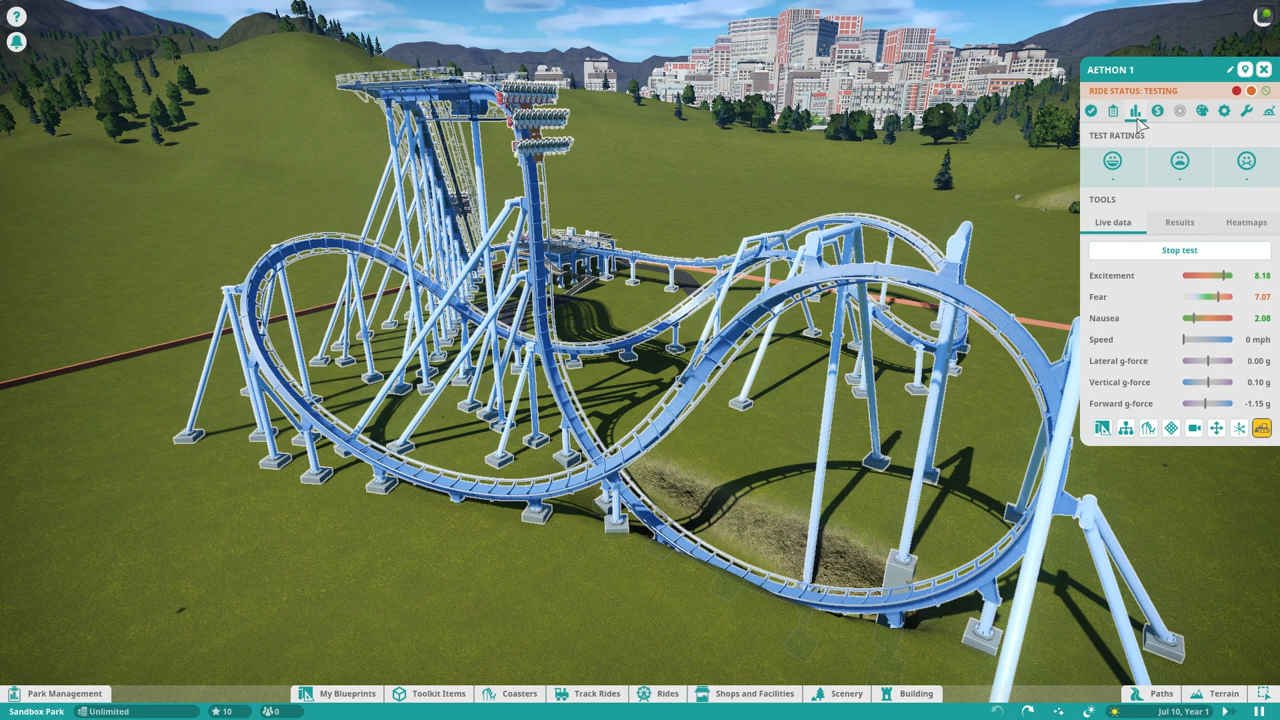 ?
AETHON 1
RIDE STATUS: TESTING
TEST RATINGS
- - -
TOOLS
Live data Results Heatmaps
Stop test
Excitement 8.18
Fear 7.07
Nausea 2.08
Speed 0 mph
Lateral g-force 0.00 g
Vertical g-force 0.10 g
Forward g-force -1.15 g
Park Management My Blueprints Toolkit Items Coasters Track Rides Rides Shops and Facilities Scenery Building Paths Terrain
Sandbox Park Unlimited 10 0 Jul 10, Year 1